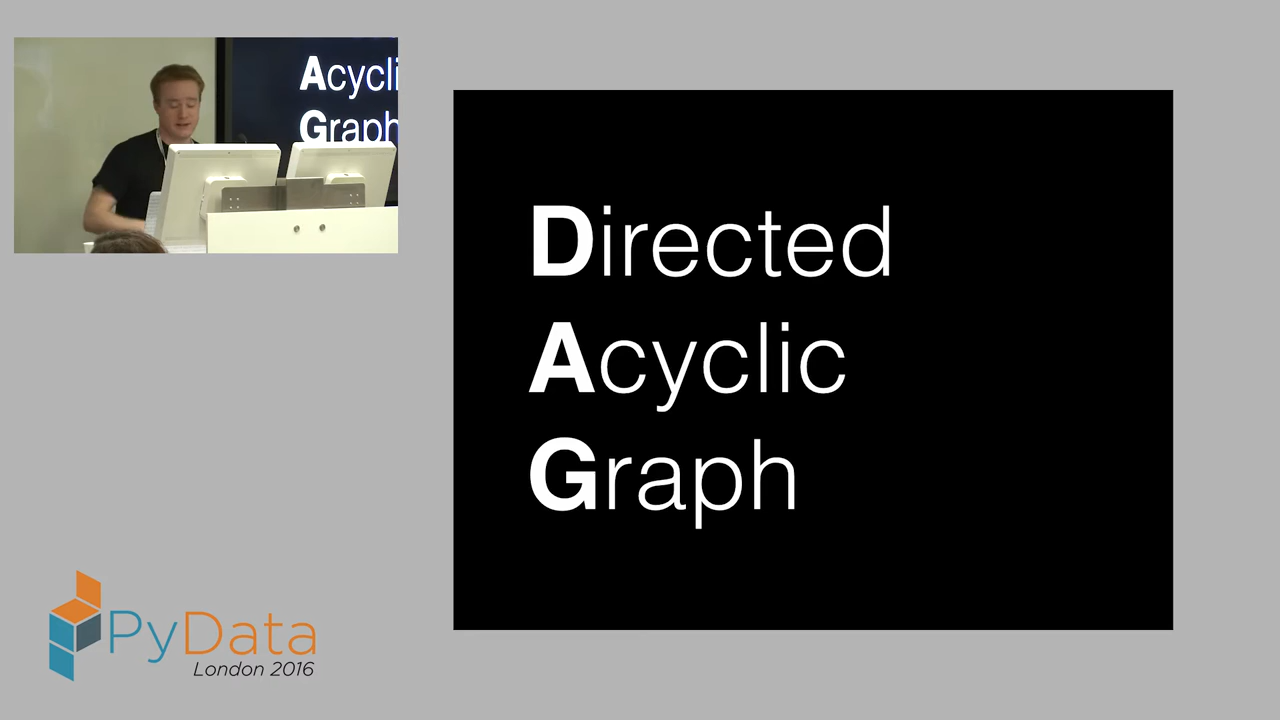 Acycli
Graph
Directed
Acyclic
Graph
PyData
London 2016